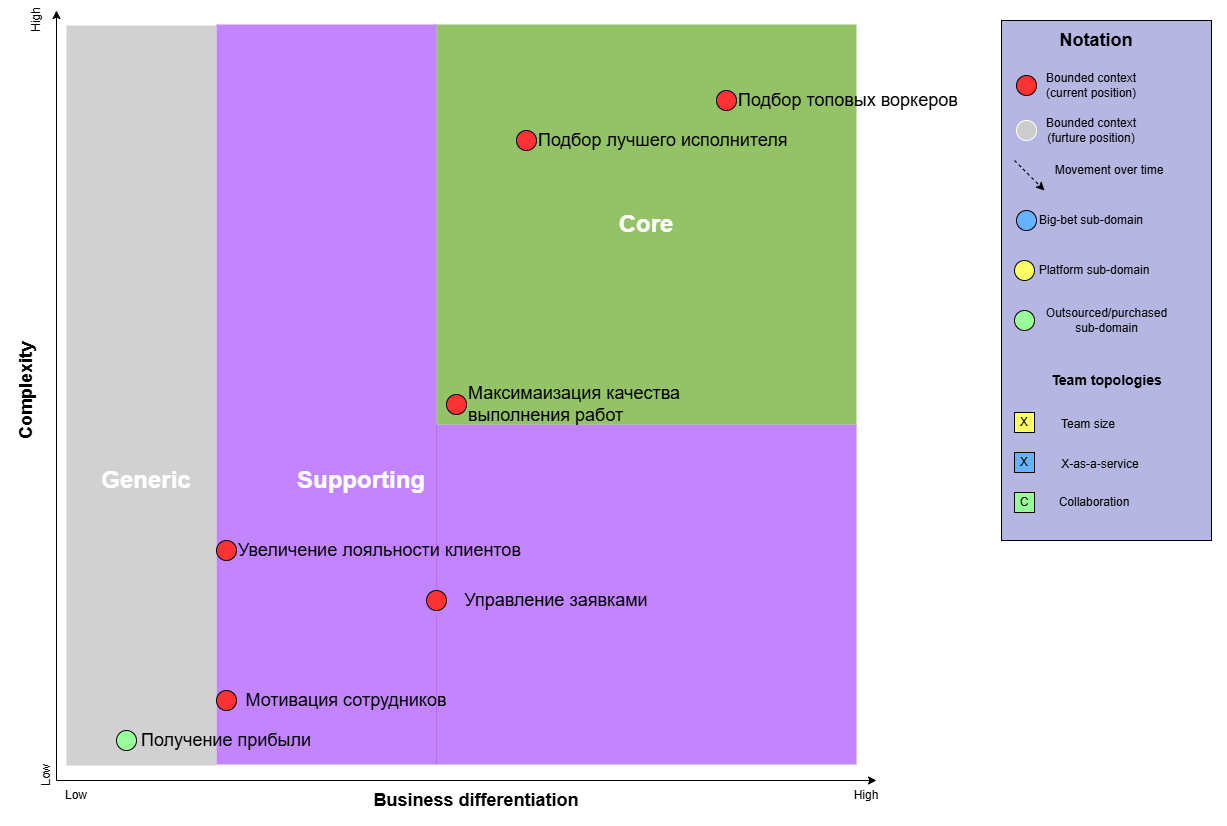 High
Notation
Bounded context
(current position)
Подбор топовых воркеров
Bounded context
(furture position)
Подбор лучшего исполнителя
Movement over time
Core
Big-bet sub-domain
Platform sub-domain
Outsourced/purchased
sub-domain
Complexity
Team topologies
Максимаизация качества
выполнения работ
X
Team size
X
X-as-a-service
Generic
Supporting
C
Collaboration
Увеличение лояльности клиентов
Управление заявками
Мотивация сотрудников
Получение прибыли
Low
Low
Business differentiation
High